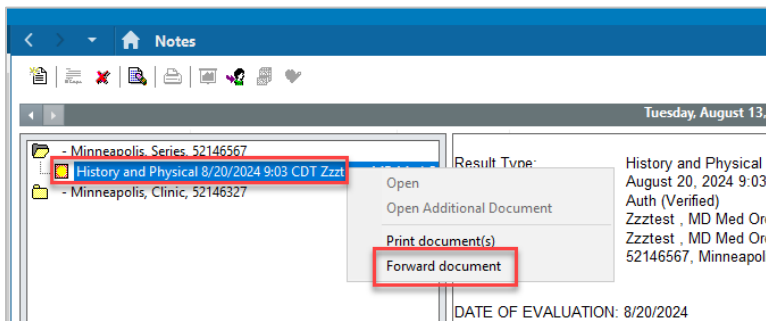 Notes
Tuesday, August 13,
- Minneapolis, Series, 52146567
History and Physical 8/20/2024 9:03 CDT Zzzt
- Minneapolis, Clinic, 52146327
Open
Open Additional Document
Print document(s)
Forward document
Result Type: History and Physical
August 20, 2024 9:03
Auth (Verified)
Zzztest , MD Med Or
Zzztest , MD Med Or
52146567, Minneapol
DATE OF EVALUATION: 8/20/2024